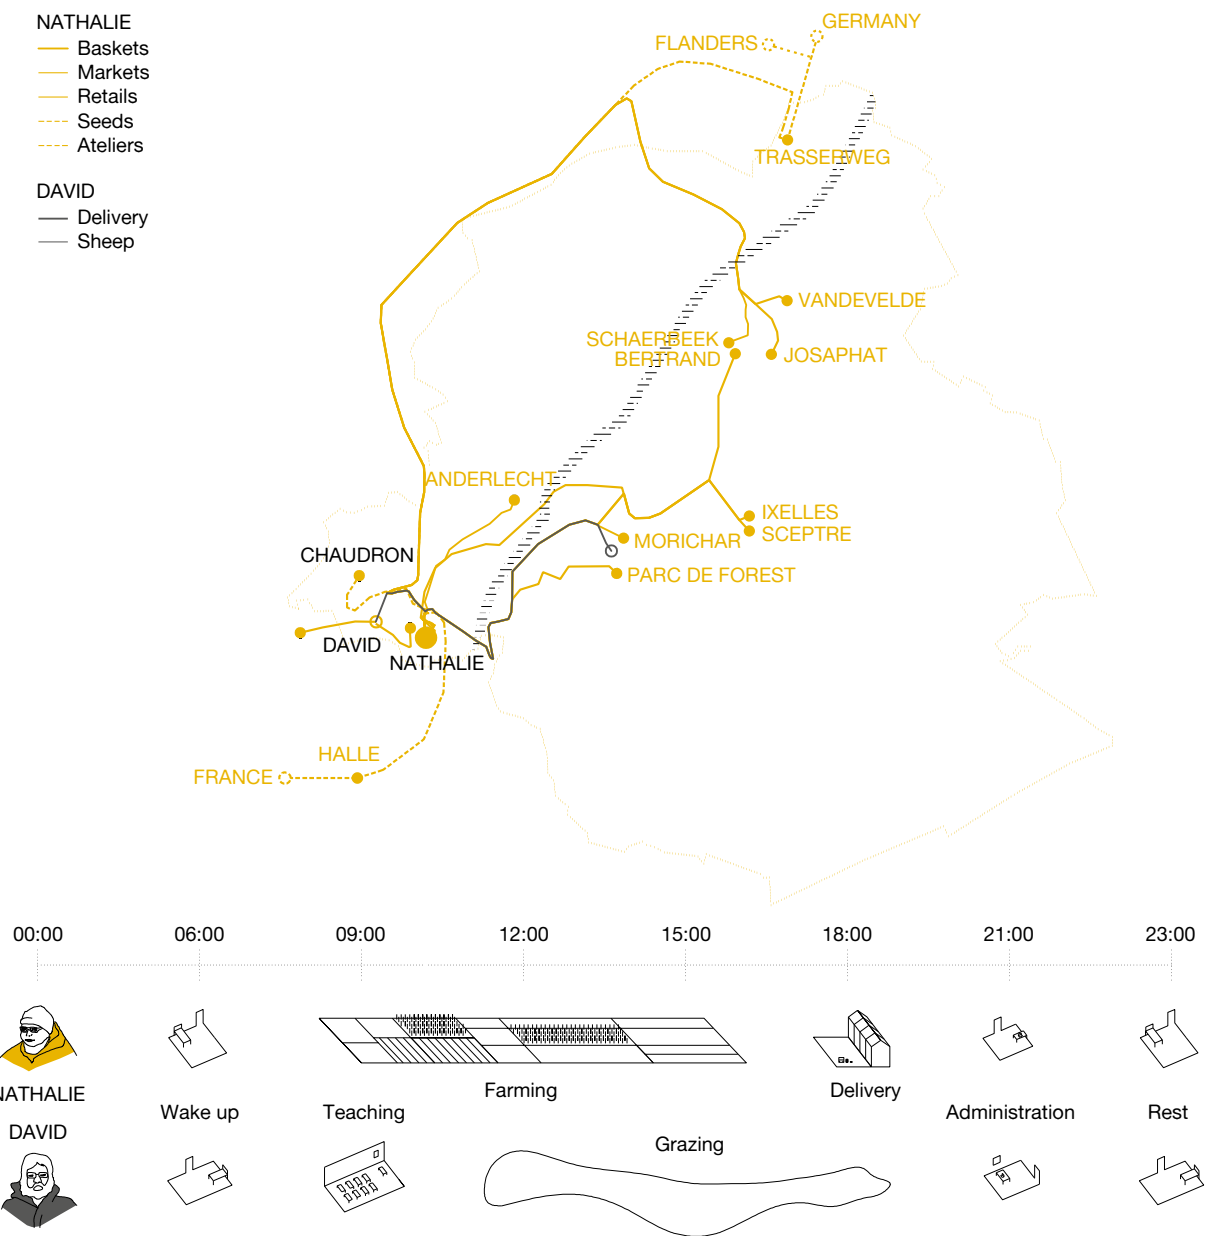 NATHALIE
Baskets
Markets
Retails
Seeds
Ateliers
DAVID
Delivery
Sheep
GERMANY
FLANDERS
TRASSERWEG
VANDEVELDE
SCHAERBEEK
BERTRAND
JOSAPHAT
ANDERLECHT
IXELLES
SCEPTRE
MORICHAR
CHAUDRON
PARC DE FOREST
DAVID
NATHALIE
HALLE
FRANCE
00:00 06:00 09:00 12:00 15:00 18:00 21:00 23:00
NATHALIE
Farming
Delivery
Wake up
Teaching
Administration
Rest
DAVID
Grazing